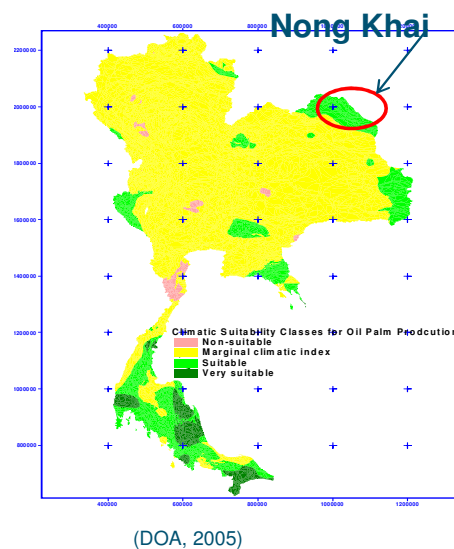 Nong Khai
400000 600000 800000 1000000 1200000
2200000
2000000
1800000
1600000
1400000
1200000
1000000
800000
Climatic Suitability Classes for Oil Palm Prodcution
Non-suitable
Marginal climatic index
Suitable
Very suitable
400000 600000 800000 1000000 1200000
(DOA, 2005)